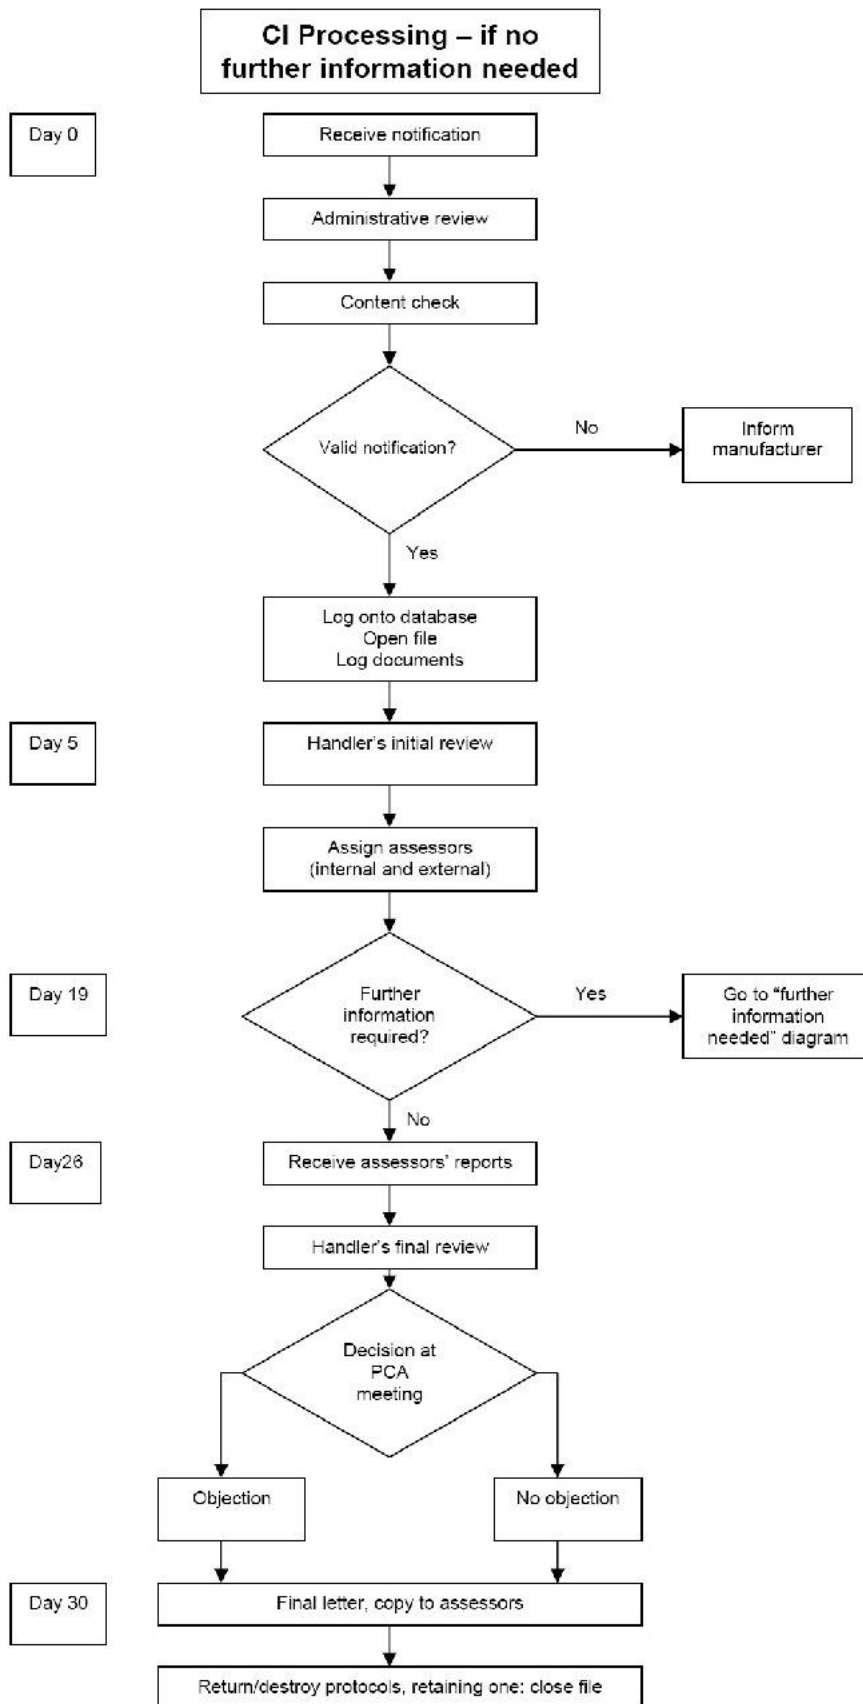 CI Processing – if no
further information needed
Day 0
Receive notification
Administrative review
Content check
Valid notification?
No
Inform
manufacturer
Yes
Log onto database
Open file
Log documents
Day 5
Handler's initial review
Assign assessors
(internal and external)
Day 19
Further
information
required?
Yes
Go to “further
information
needed” diagram
No
Day26
Receive assessors' reports
Handler's final review
Decision at
PCA
meeting
Objection
No objection
Day 30
Final letter, copy to assessors
Return/destroy protocols, retaining one: close file